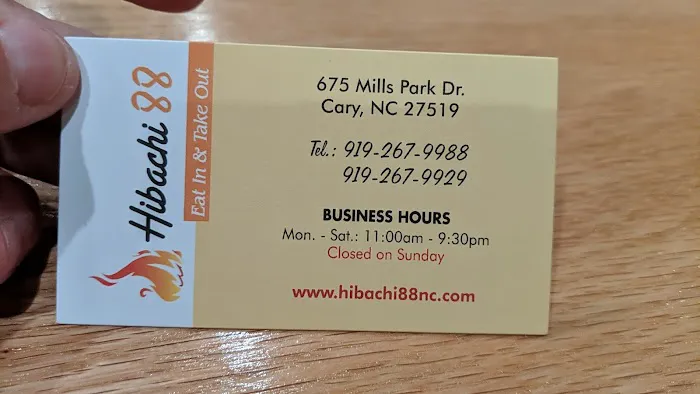 Hibachi 88
Eat In & Take Out
675 Mills Park Dr.
Cary, NC 27519
Tel.: 919-267-9988
919-267-9929
BUSINESS HOURS
Mon. - Sat.: 11:00am - 9:30pm
Closed on Sunday
www.hibachi88nc.com